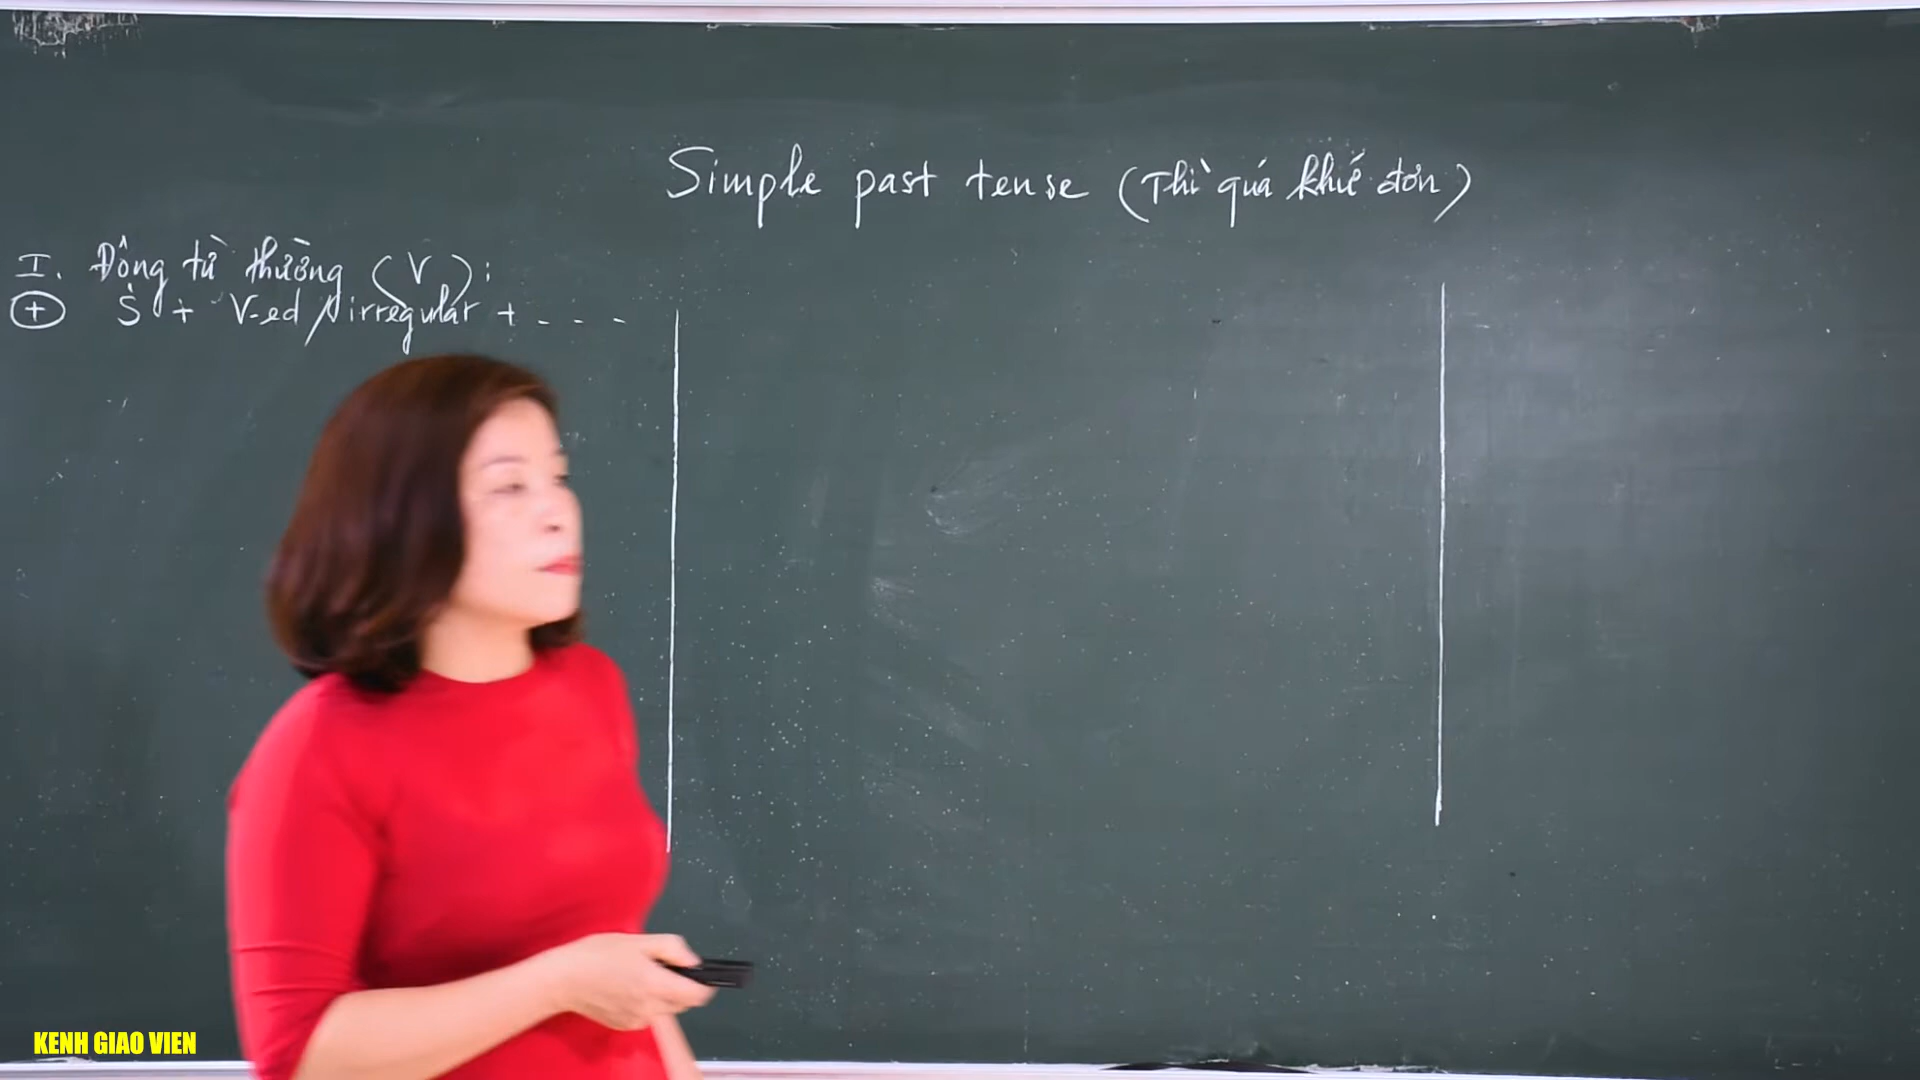 Simple past tense (Thì quá khứ đơn)
I. Động từ thường (V):
(+) S + V-ed / irregular + - - -
KENH GIAO VIEN